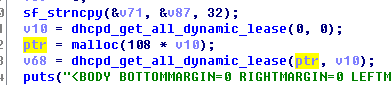 sf_strncpy(&v71, &v87, 32);
v10 = dhcpd_get_all_dynamic_lease(0, 0);
ptr = malloc(108 * v10);
v68 = dhcpd_get_all_dynamic_lease(ptr, v10);
puts("<BODY BOTTOMMARGIN=0 RIGHTMARGIN=0 LEFTM